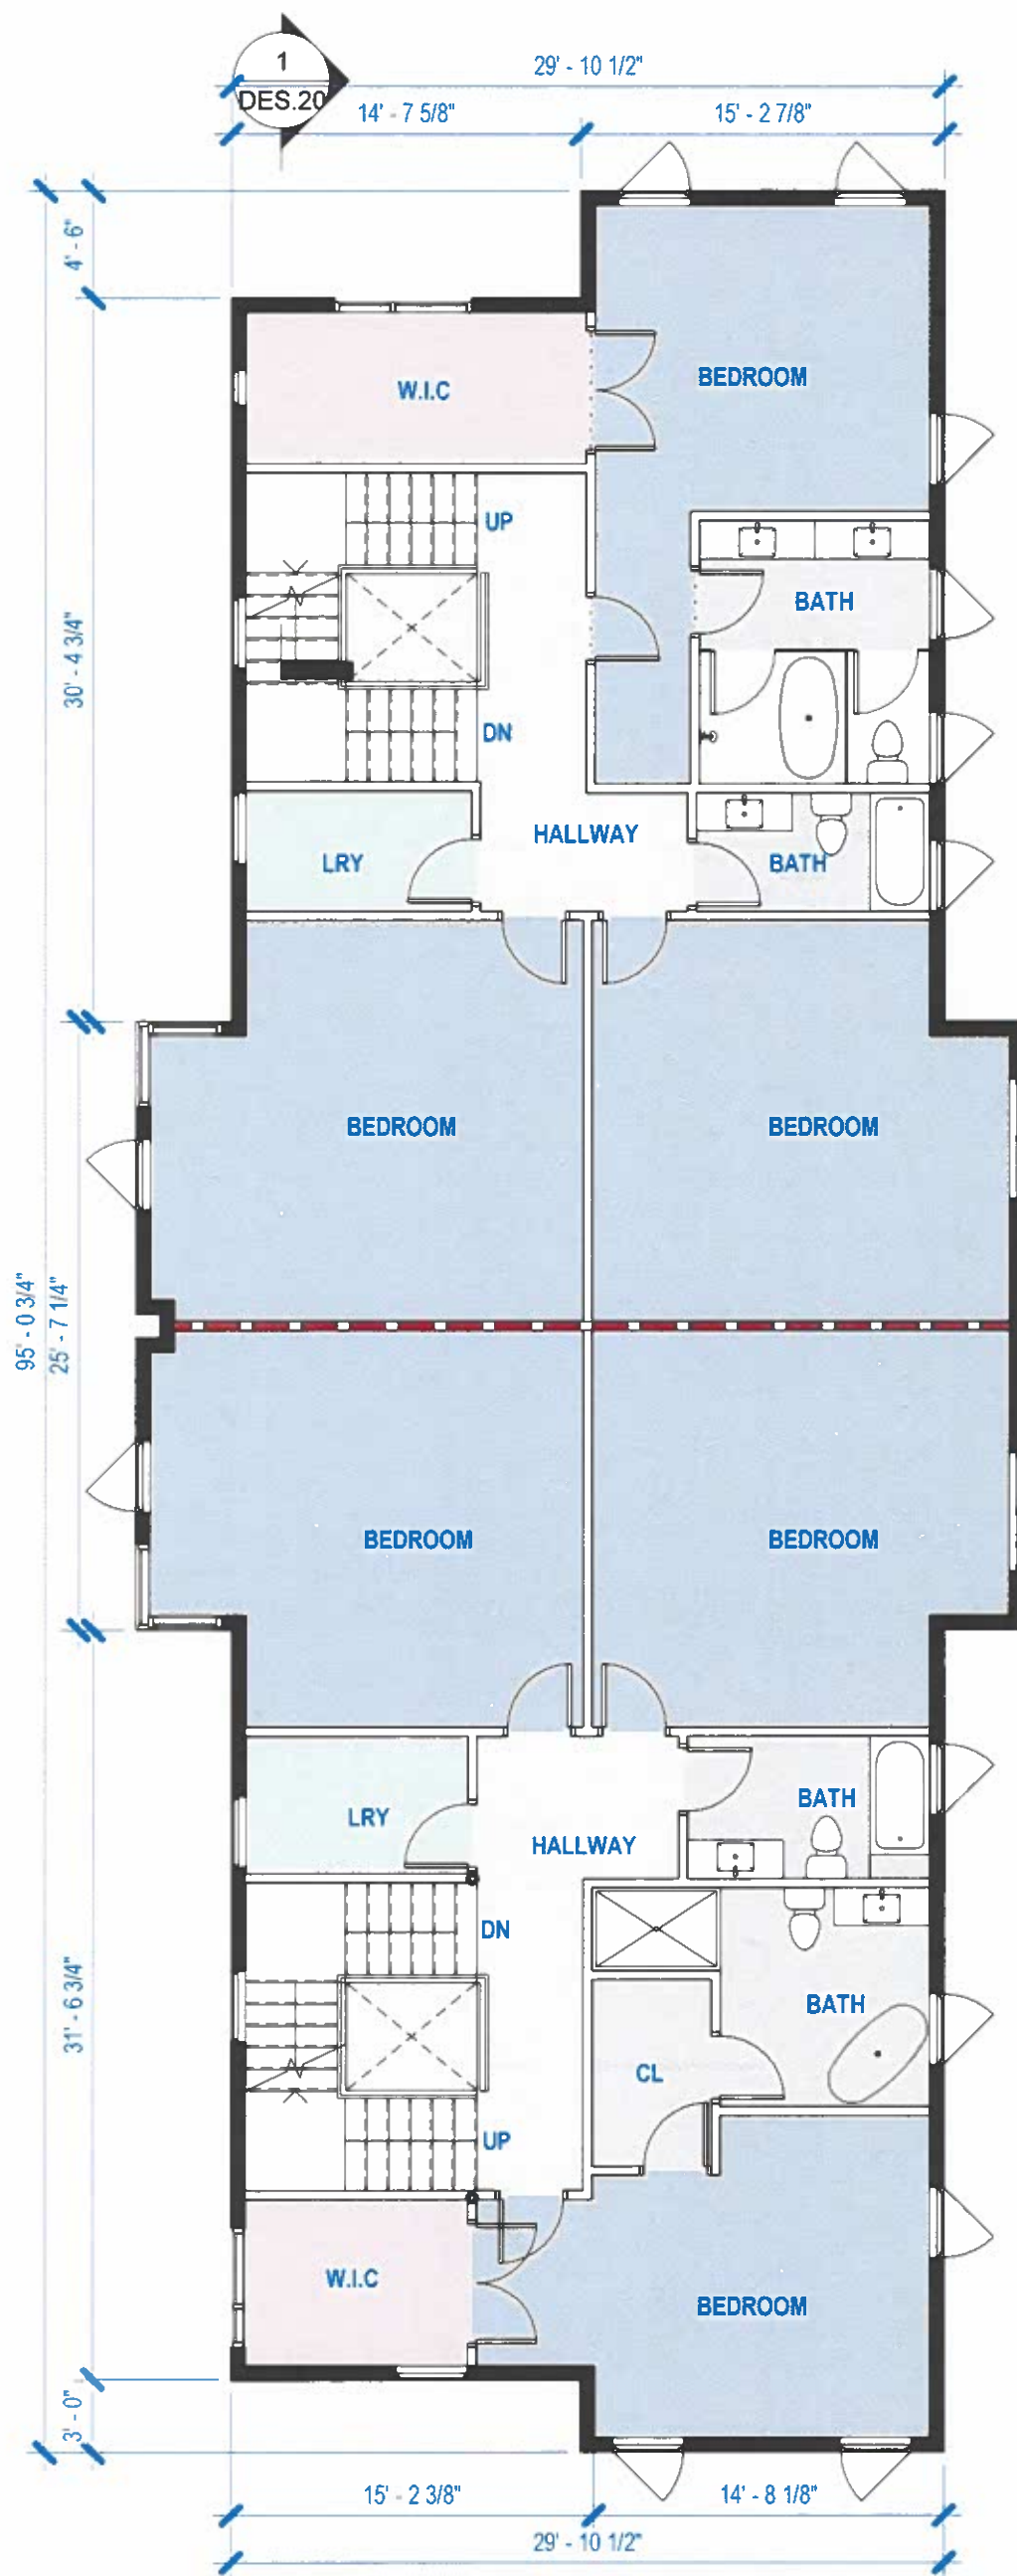 1
DES.20
29' - 10 1/2"
14' - 7 5/8"
15' - 2 7/8"
4' - 6"
W.I.C
BEDROOM
UP
BATH
30' - 4 3/4"
DN
HALLWAY
LRY
BATH
BEDROOM
BEDROOM
95' - 0 3/4"
25' - 7 1/4"
BEDROOM
BEDROOM
BATH
LRY
HALLWAY
DN
BATH
31' - 6 3/4"
CL
UP
W.I.C
BEDROOM
3' - 0"
15' - 2 3/8"
14' - 8 1/8"
29' - 10 1/2"